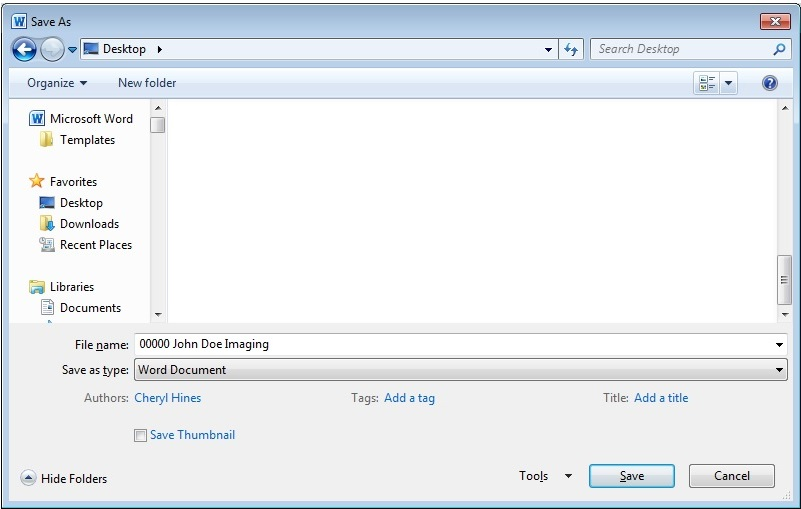 Save As
Desktop
Search Desktop
Organize New folder
Microsoft Word
Templates
Favorites
Desktop
Downloads
Recent Places
Libraries
Documents
File name: 00000 John Doe Imaging
Save as type: Word Document
Authors: Cheryl Hines Tags: Add a tag Title: Add a title
Save Thumbnail
Hide Folders Tools Save Cancel